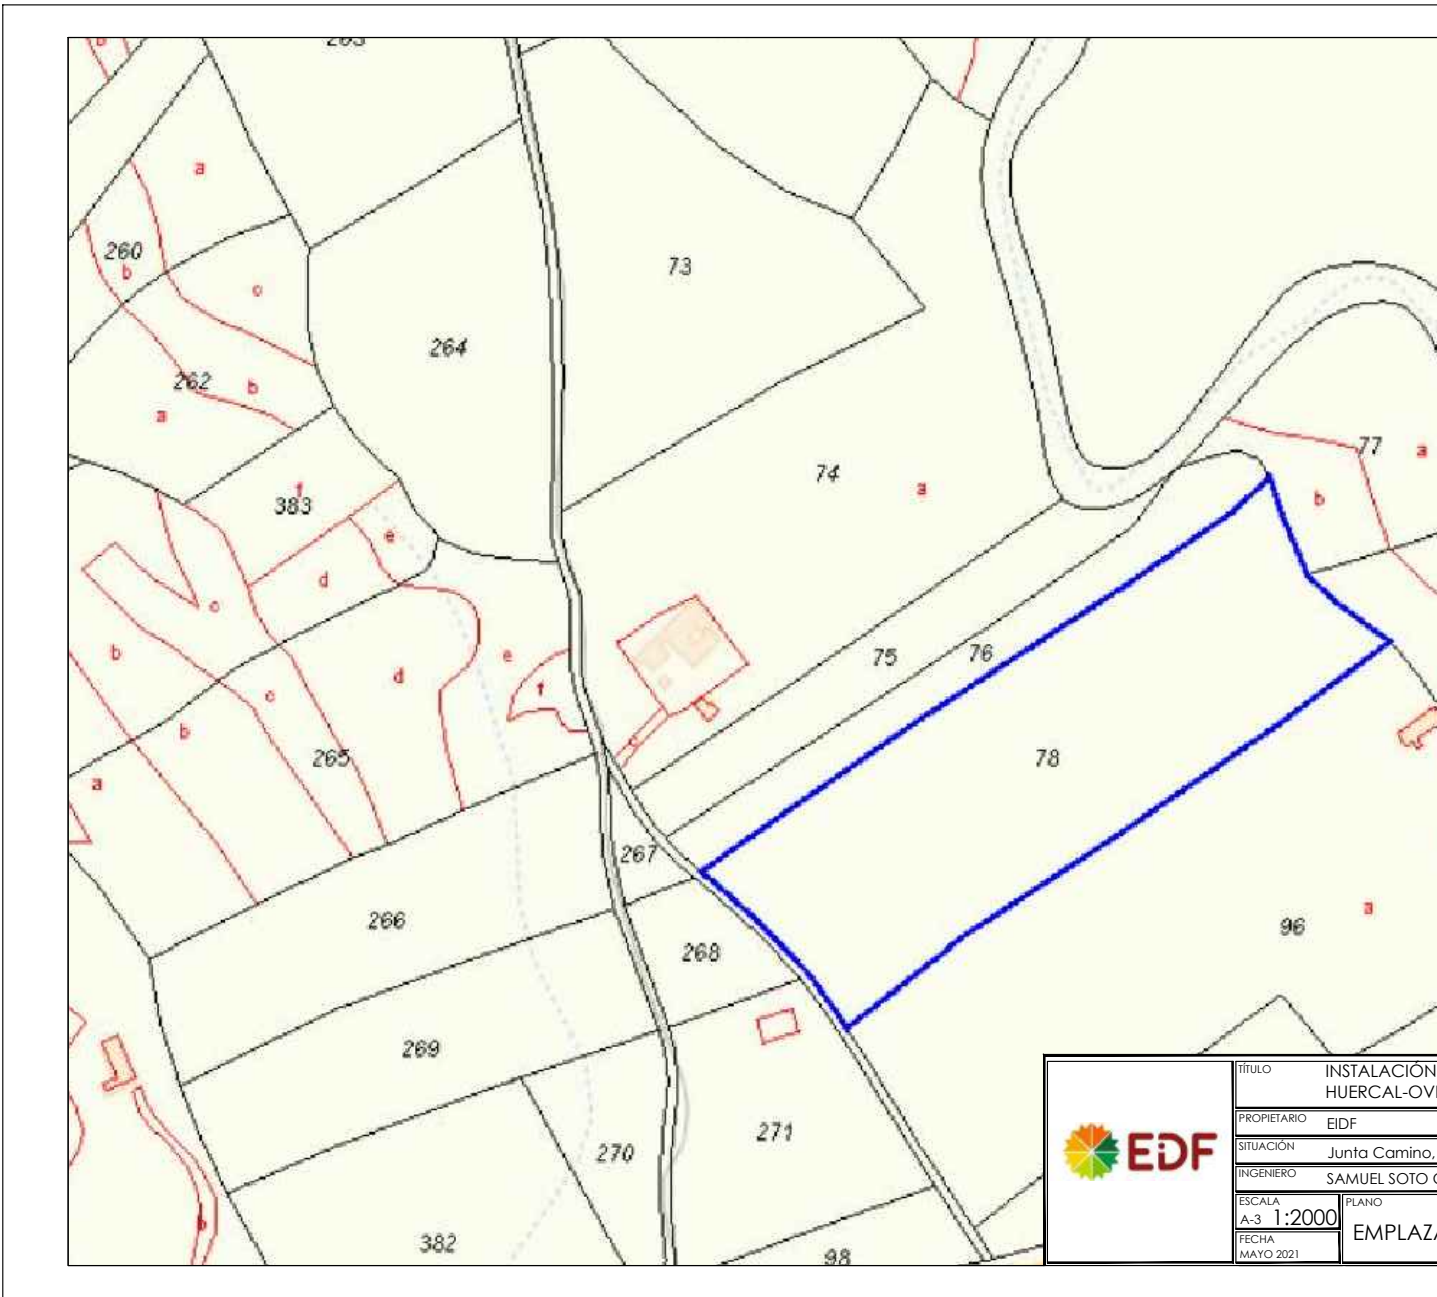 263
b
a
260
b
c
73
264
262
b
a
77
a
74
a
383
f
b
e
d
c
b
75
76
e
d
c
f
b
265
78
c
a
267
a
266
96
268
269
271
270
382
98
b
EiDF
TÍTULO
INSTALACIÓN
HUERCAL-OV
PROPIETARIO
EIDF
SITUACIÓN
Junta Camino,
INGENIERO
SAMUEL SOTO
ESCALA
A-3 1:2000
PLANO
EMPLAZ
FECHA
MAYO 2021